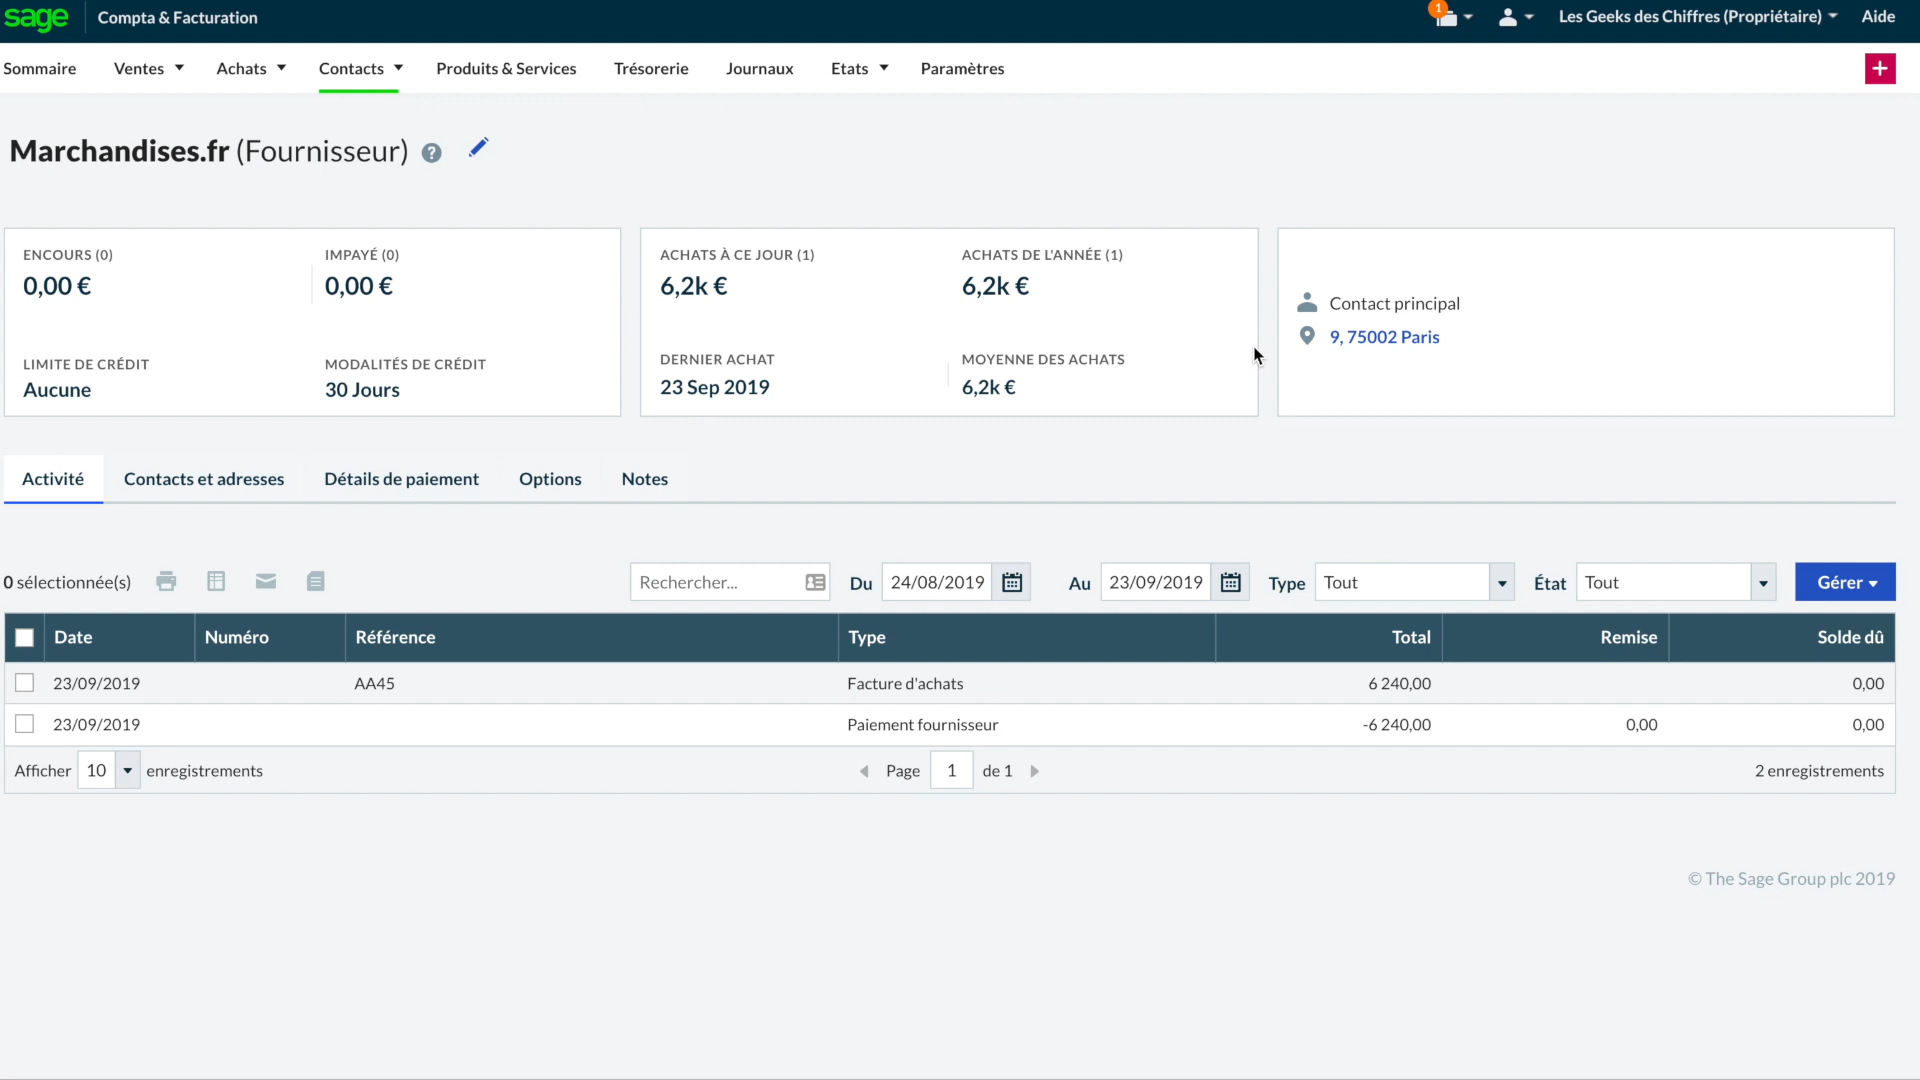 sage Compta & Facturation 1 Les Geeks des Chiffres (Propriétaire) Aide
Sommaire Ventes Achats Contacts Produits & Services Trésorerie Journaux Etats Paramètres +
Marchandises.fr (Fournisseur) ?
ENCOURS (0) IMPAYÉ (0) ACHATS À CE JOUR (1) ACHATS DE L'ANNÉE (1)
0,00 € 0,00 € 6,2k € 6,2k €
Contact principal
9, 75002 Paris
LIMITE DE CRÉDIT MODALITÉS DE CRÉDIT DERNIER ACHAT MOYENNE DES ACHATS
Aucune 30 Jours 23 Sep 2019 6,2k €
Activité Contacts et adresses Détails de paiement Options Notes
0 sélectionnée(s) Rechercher... Du 24/08/2019 Au 23/09/2019 Type Tout État Tout Gérer
Date Numéro Référence Type Total Remise Solde dû
23/09/2019 AA45 Facture d'achats 6 240,00 0,00
23/09/2019 Paiement fournisseur -6 240,00 0,00 0,00
Afficher 10 enregistrements Page 1 de 1 2 enregistrements
© The Sage Group plc 2019